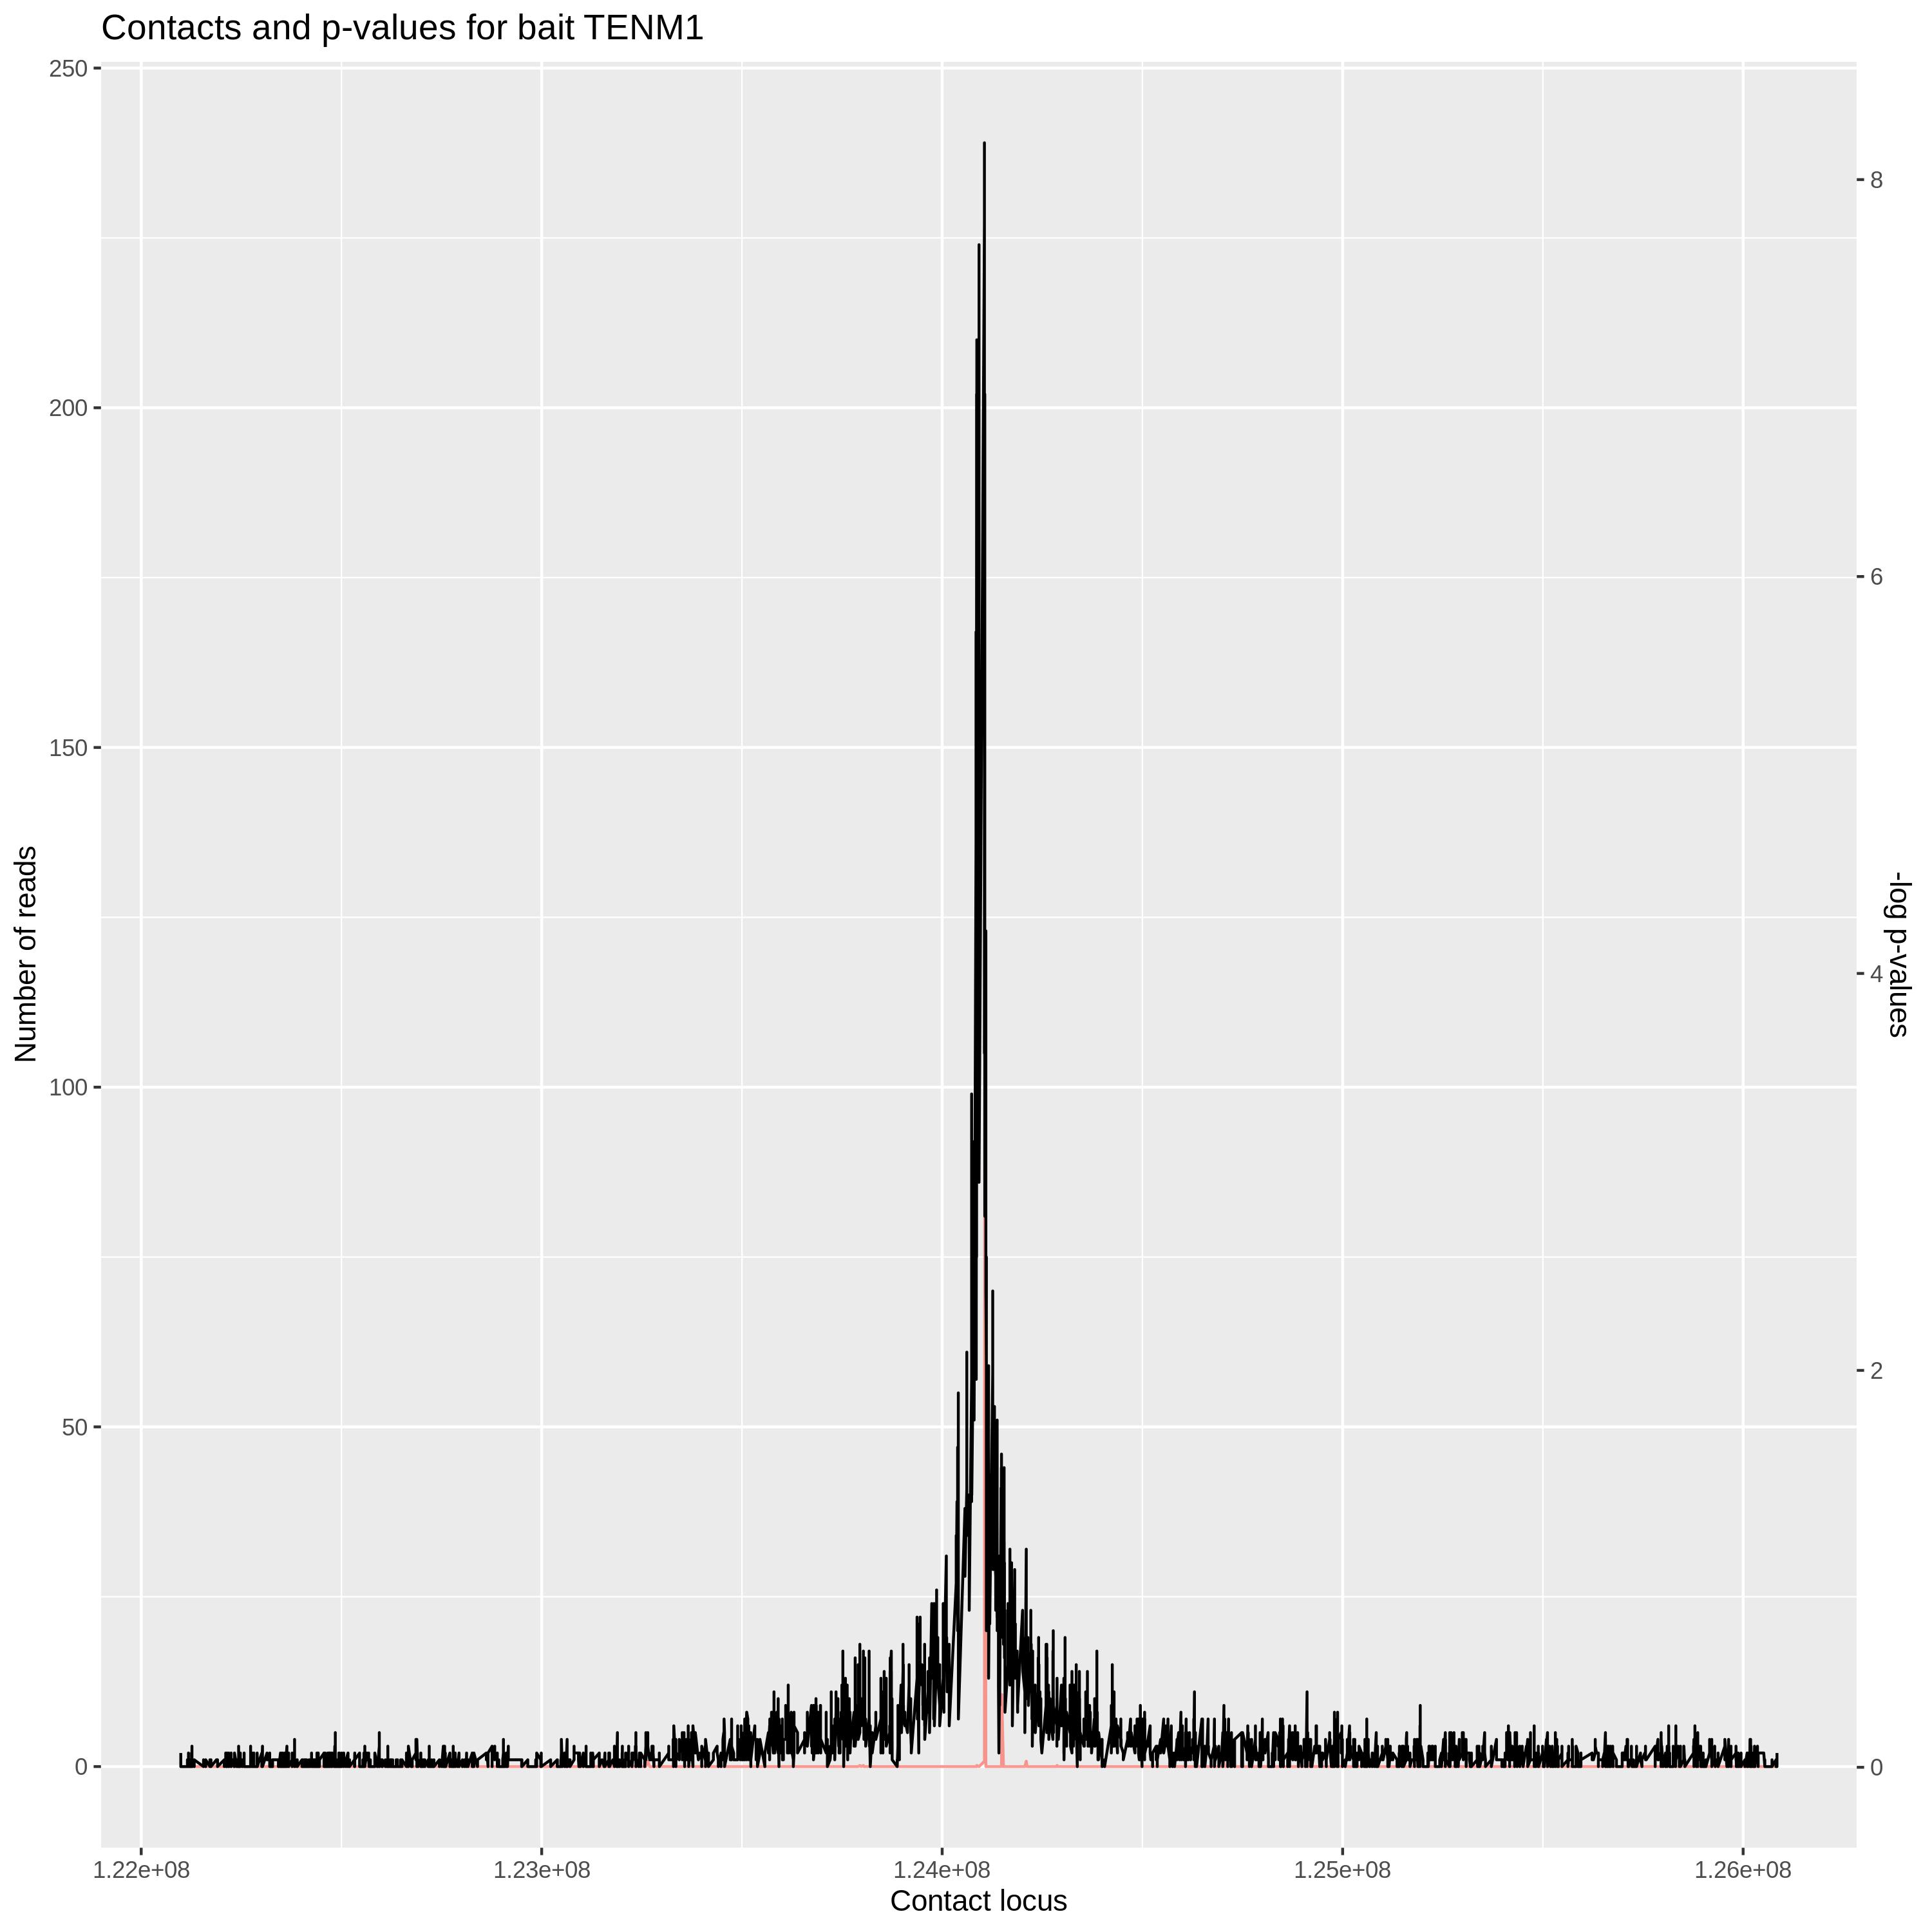 Contacts and p-values for bait TENM1
250
200
150
100
50
0
Number of reads
8
6
4
2
0
-log p-values
1.22e+08
1.23e+08
1.24e+08
1.25e+08
1.26e+08
Contact locus